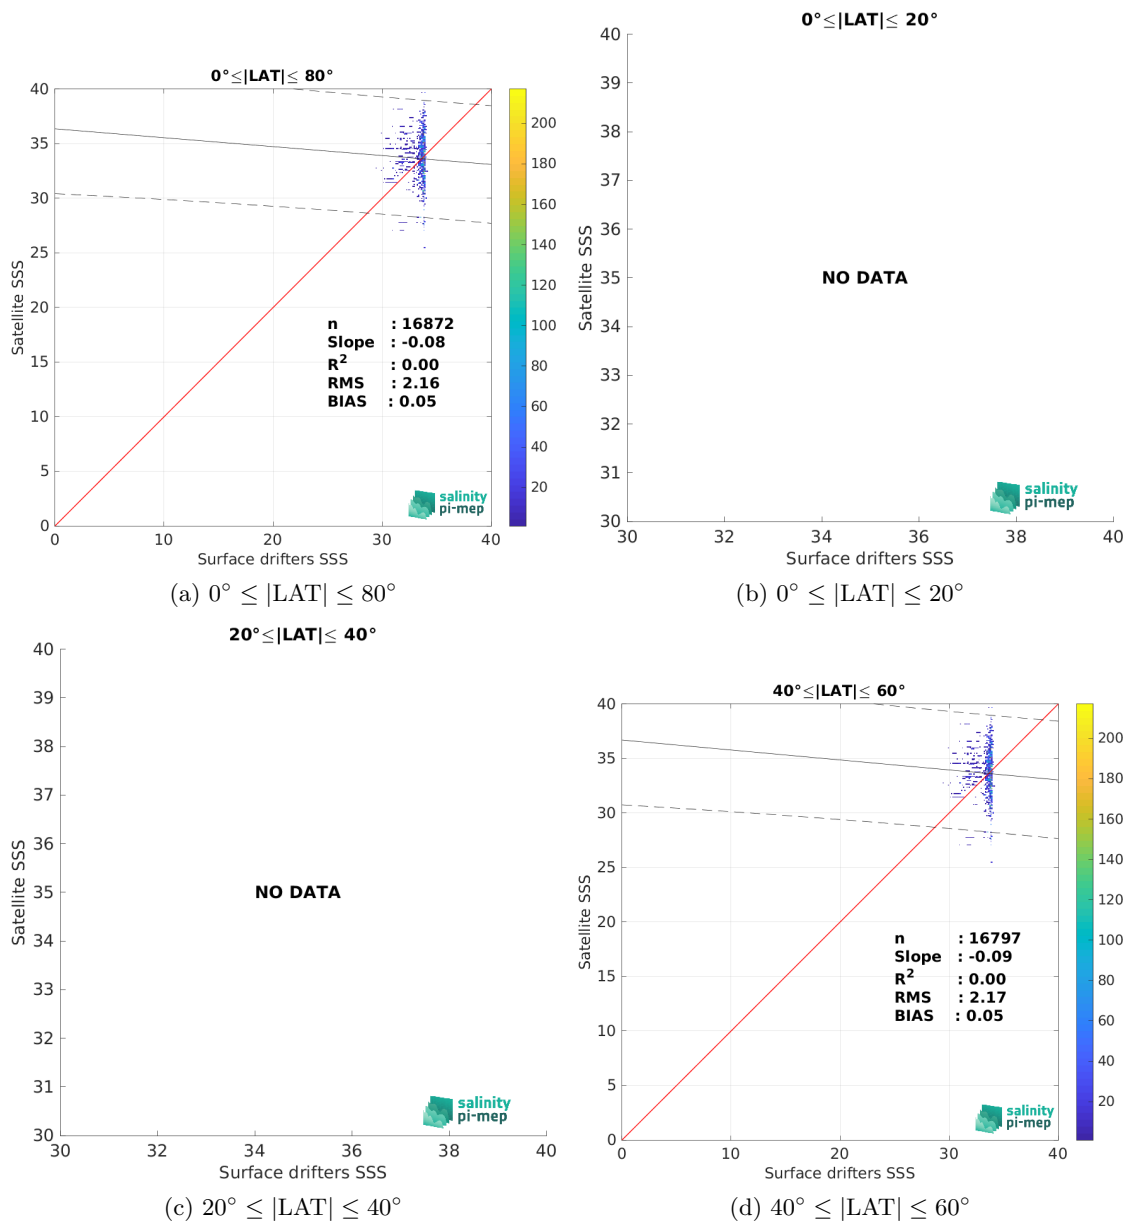 0°≤|LAT|≤ 80°
40
35
30
25
20
15
10
5
0
Satellite SSS
0
10
20
30
40
Surface drifters SSS
200
180
160
140
120
100
80
60
40
20
n : 16872
Slope : -0.08
R² : 0.00
RMS : 2.16
BIAS : 0.05
salinity
pi-mep
(a) 0° ≤ |LAT| ≤ 80°
0°≤|LAT|≤ 20°
40
39
38
37
36
35
34
33
32
31
30
Satellite SSS
NO DATA
salinity
pi-mep
30
32
34
36
38
40
Surface drifters SSS
(b) 0° ≤ |LAT| ≤ 20°
20°≤|LAT|≤ 40°
40
39
38
37
36
35
34
33
32
31
30
Satellite SSS
NO DATA
salinity
pi-mep
30
32
34
36
38
40
Surface drifters SSS
(c) 20° ≤ |LAT| ≤ 40°
40°≤|LAT|≤ 60°
40
35
30
25
20
15
10
5
0
Satellite SSS
0
10
20
30
40
Surface drifters SSS
200
180
160
140
120
100
80
60
40
20
n : 16797
Slope : -0.09
R² : 0.00
RMS : 2.17
BIAS : 0.05
salinity
pi-mep
(d) 40° ≤ |LAT| ≤ 60°